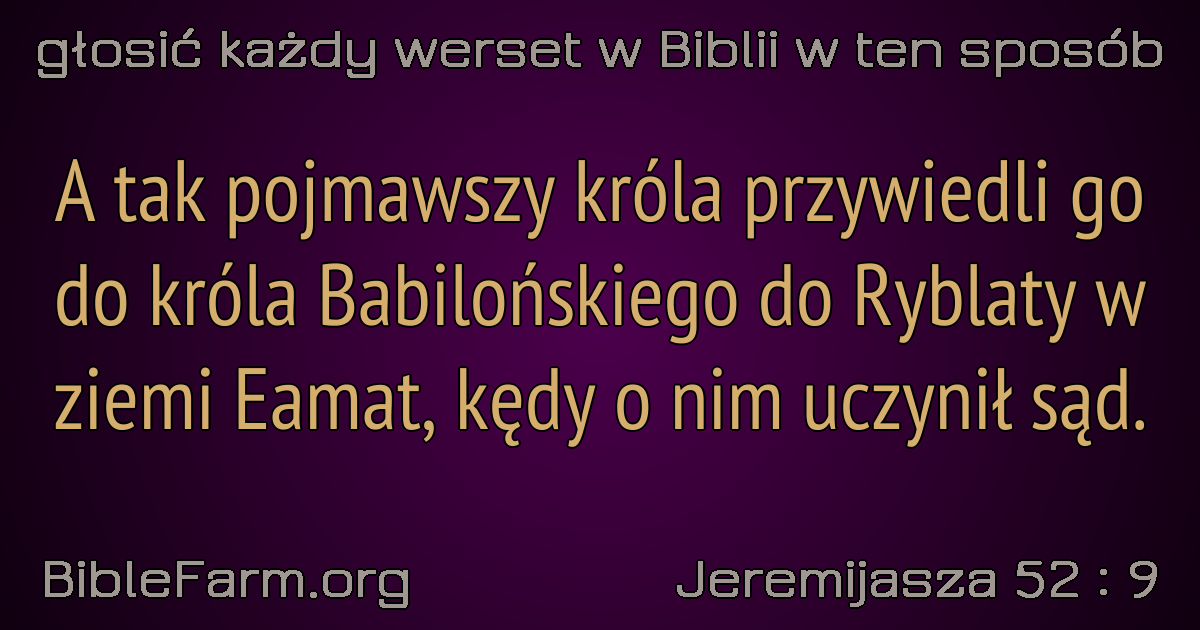 głosić każdy werset w Biblii w ten sposób
A tak pojmawszy króla przywiedli go
do króla Babilońskiego do Ryblaty w
ziemi Eamat, kędy o nim uczynił sąd.
BibleFarm.org
Jeremijasza 52 : 9